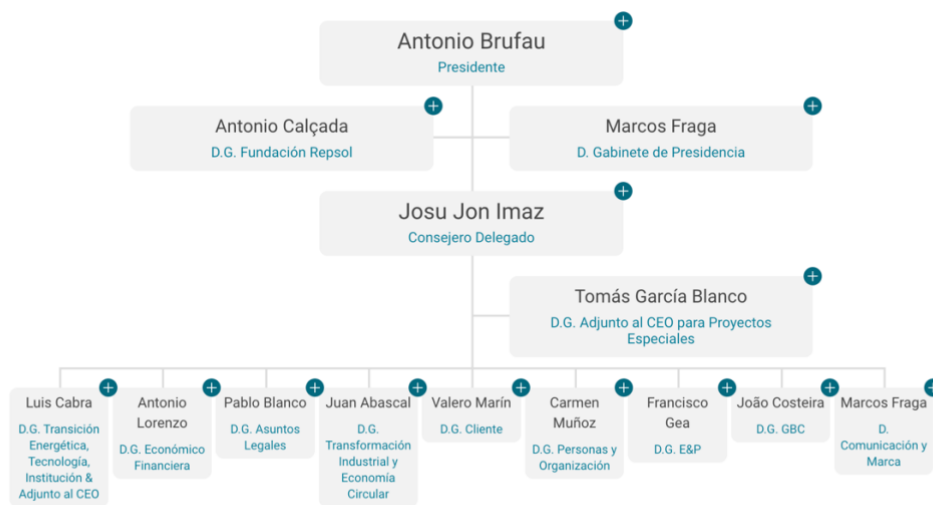 Antonio Brufau
Presidente
Antonio Calçada
D.G. Fundación Repsol
Marcos Fraga
D. Gabinete de Presidencia
Josu Jon Imaz
Consejero Delegado
Tomás García Blanco
D.G. Adjunto al CEO para Proyectos
Especiales
Luis Cabra
D.G. Transición
Energética,
Tecnología,
Institución &
Adjunto al CEO
Antonio
Lorenzo
D.G. Económico
Financiera
Pablo Blanco
D.G. Asuntos
Legales
Juan Abascal
D.G.
Transformación
Industrial y
Economía
Circular
Valero Marín
D.G. Cliente
Carmen
Muñoz
D.G. Personas y
Organización
Francisco
Gea
D.G. E&P
João Costeira
D.G. GBC
Marcos Fraga
D.
Comunicación y
Marca